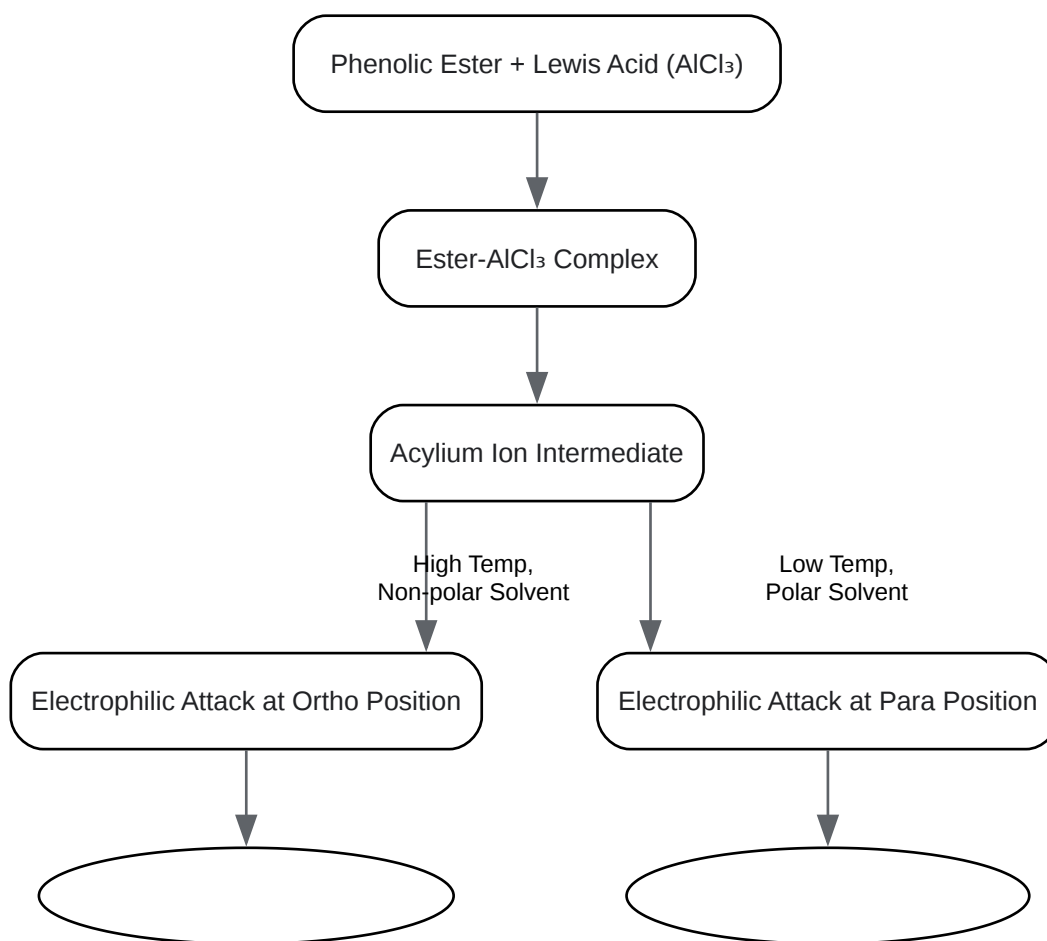 Phenolic Ester + Lewis Acid (AlCl₃)
Ester-AlCl₃ Complex
Acylium Ion Intermediate
High Temp,
Non-polar Solvent
Low Temp,
Polar Solvent
Electrophilic Attack at Ortho Position
Electrophilic Attack at Para Position